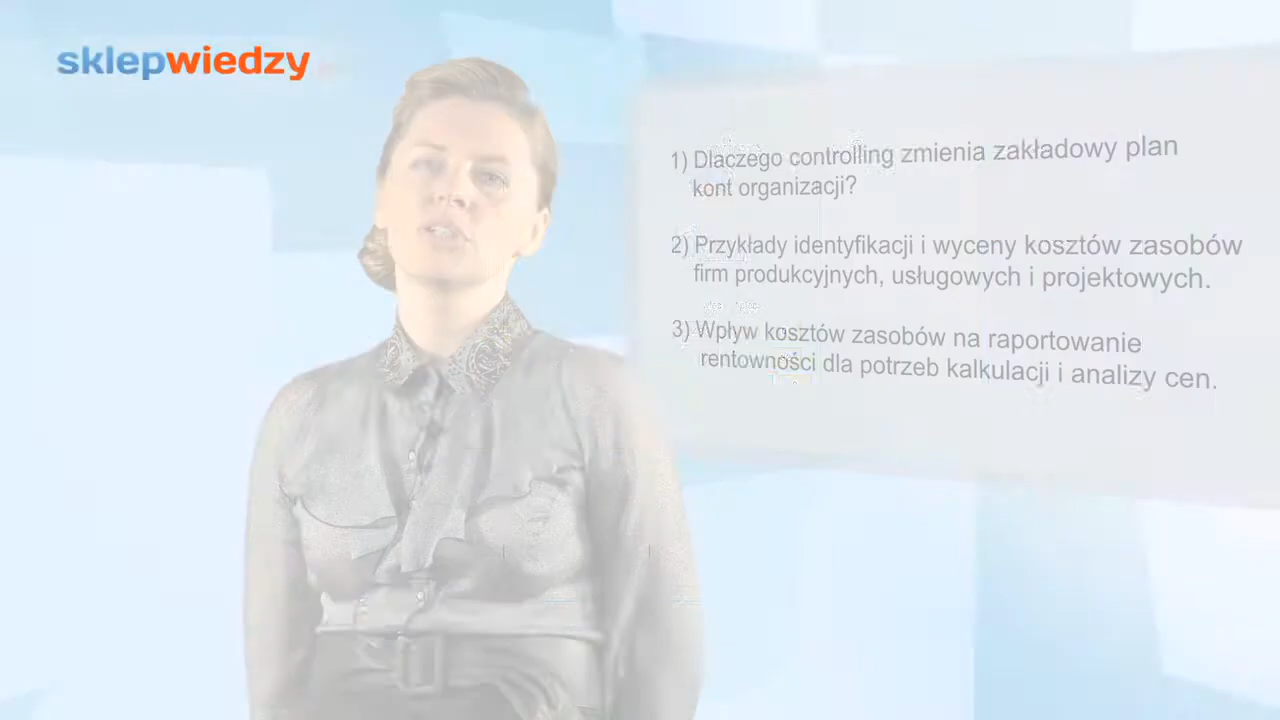 sklepwiedzy
1) Dlaczego controlling zmienia zakładowy plan
kont organizacji?
2) Przykłady identyfikacji i wyceny kosztów zasobów
firm produkcyjnych, usługowych i projektowych.
3) Wpływ kosztów zasobów na raportowanie
rentowności dla potrzeb kalkulacji i analizy cen.